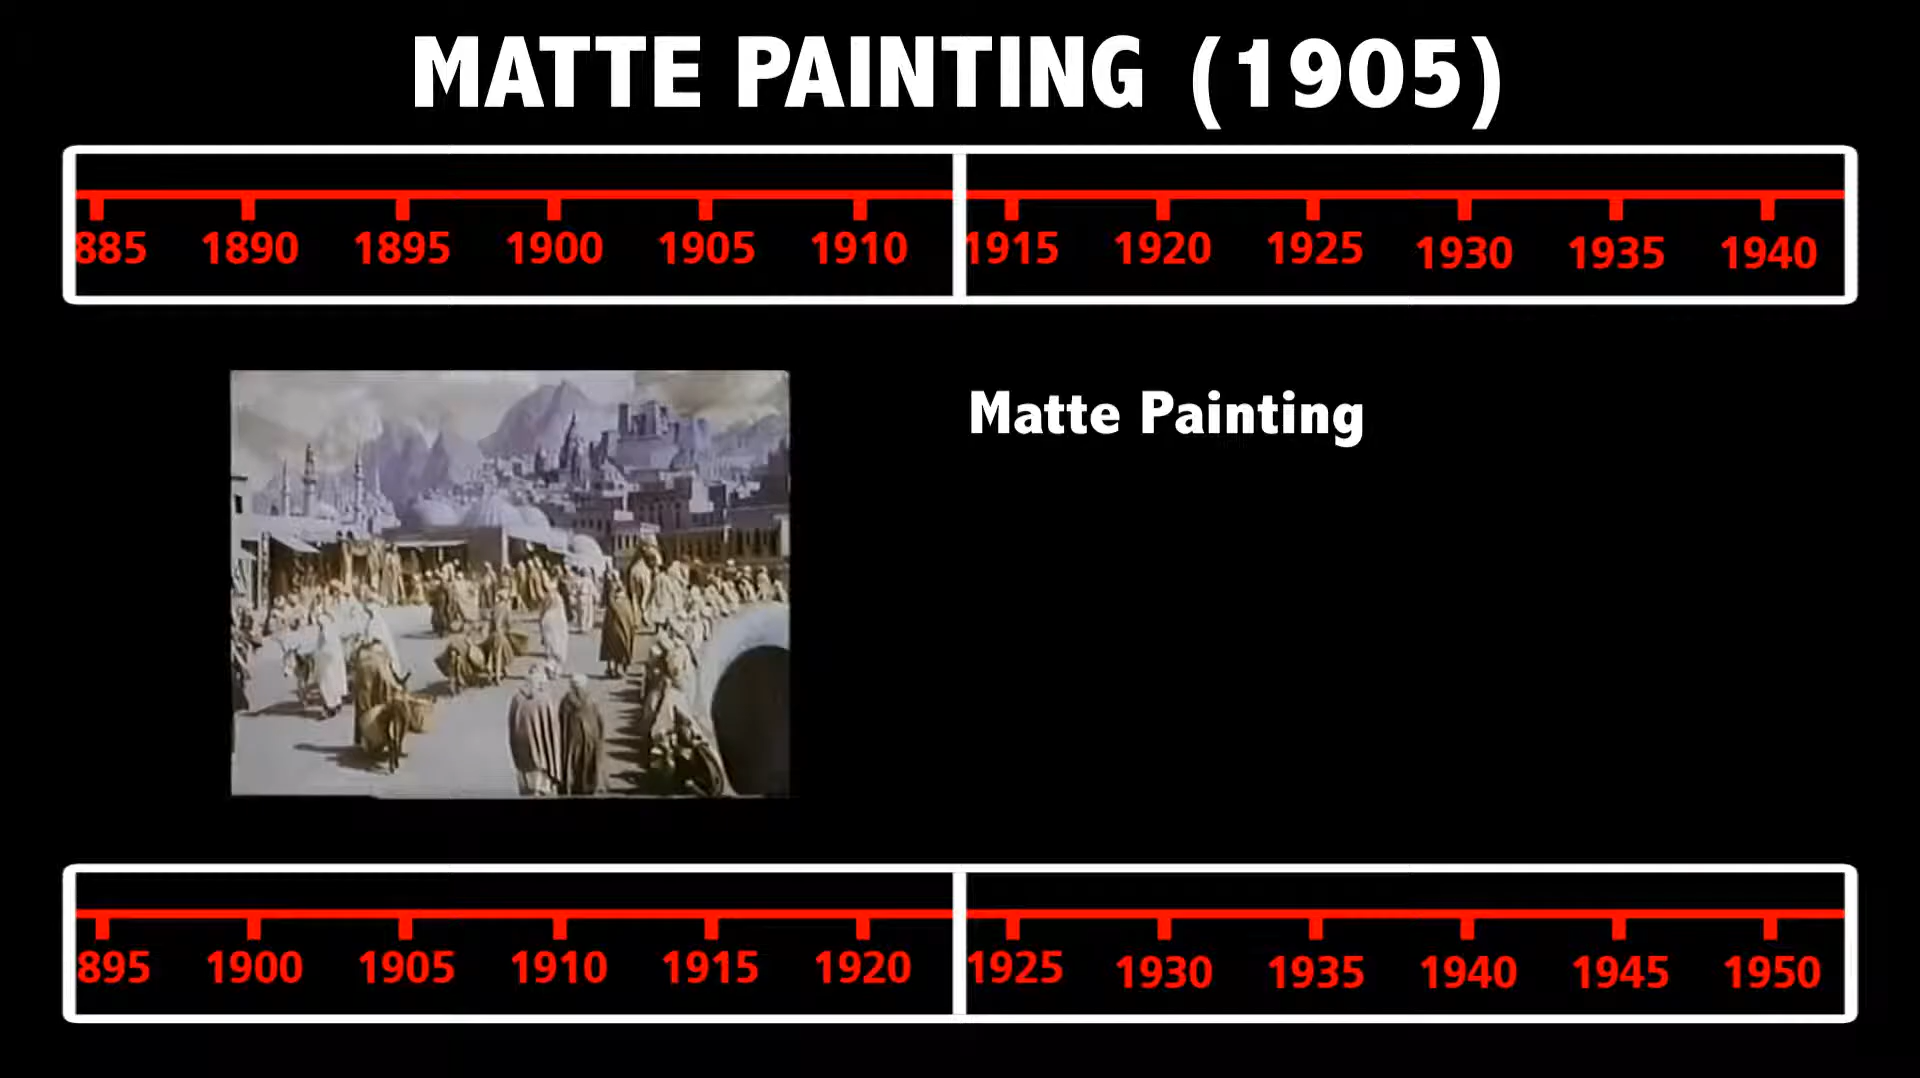 MATTE PAINTING (1905)
885 1890 1895 1900 1905 1910 1915 1920 1925 1930 1935 1940
Matte Painting
895 1900 1905 1910 1915 1920 1925 1930 1935 1940 1945 1950